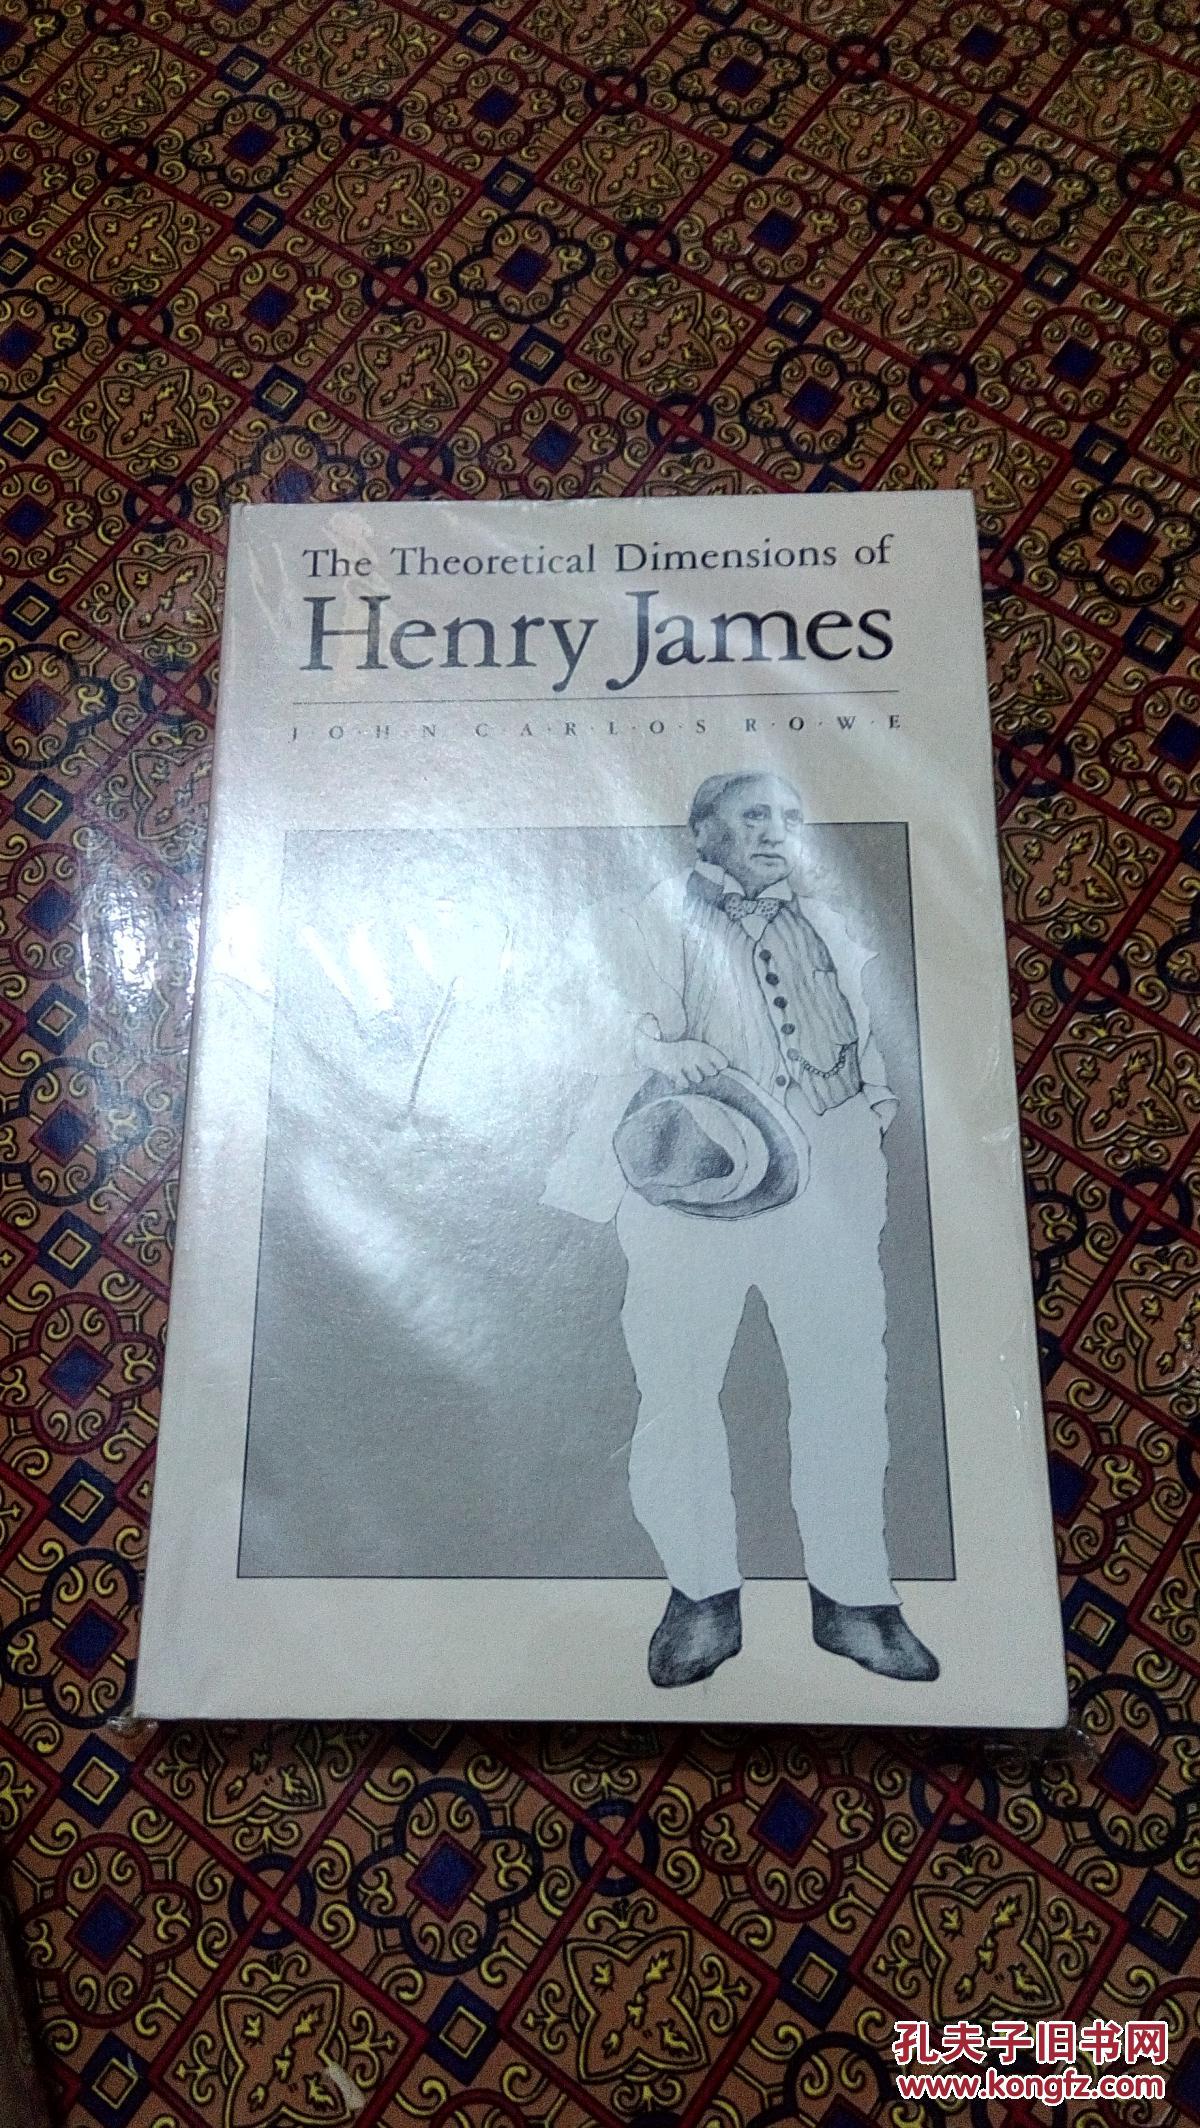 The Theoretical Dimensions of
Henry James
J·O·H·N C·A·R·L·O·S R·O·W·E
孔夫子旧书网
www.kongfz.com